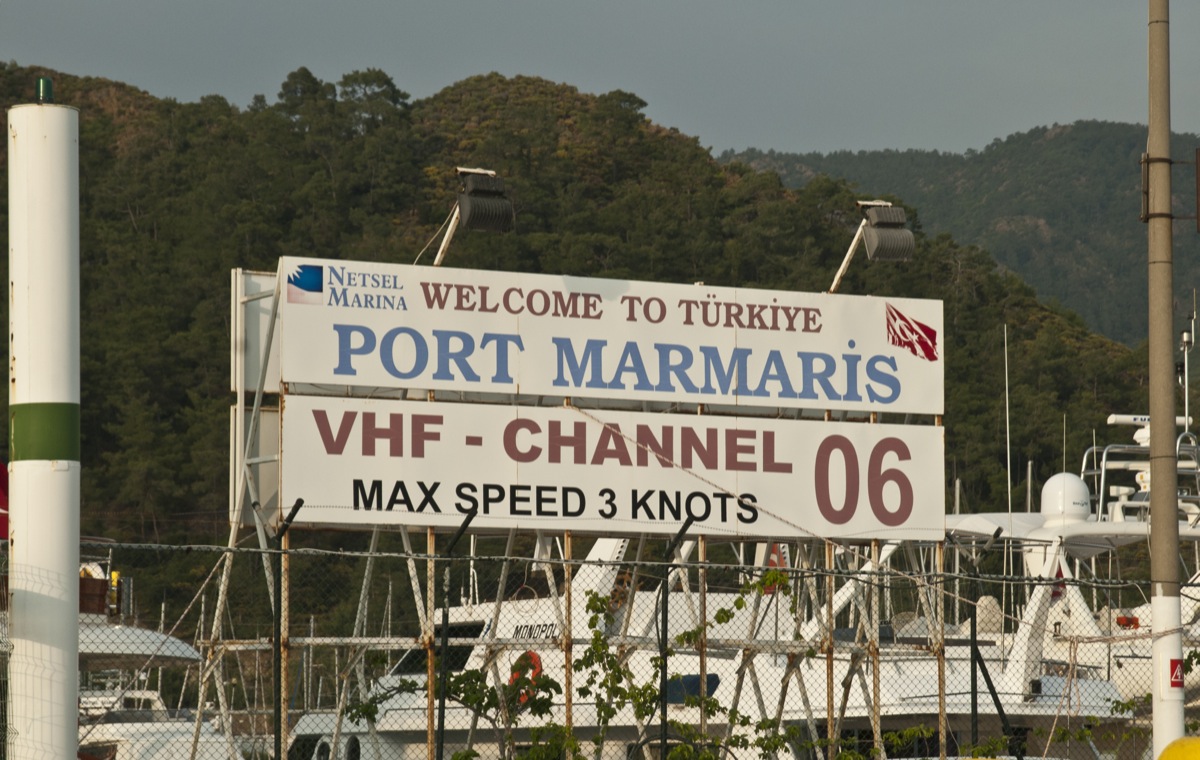 NETSEL
MARINA
WELCOME TO TÜRKİYE
PORT MARMARİS
VHF - CHANNEL 06
MAX SPEED 3 KNOTS
MONOPOL